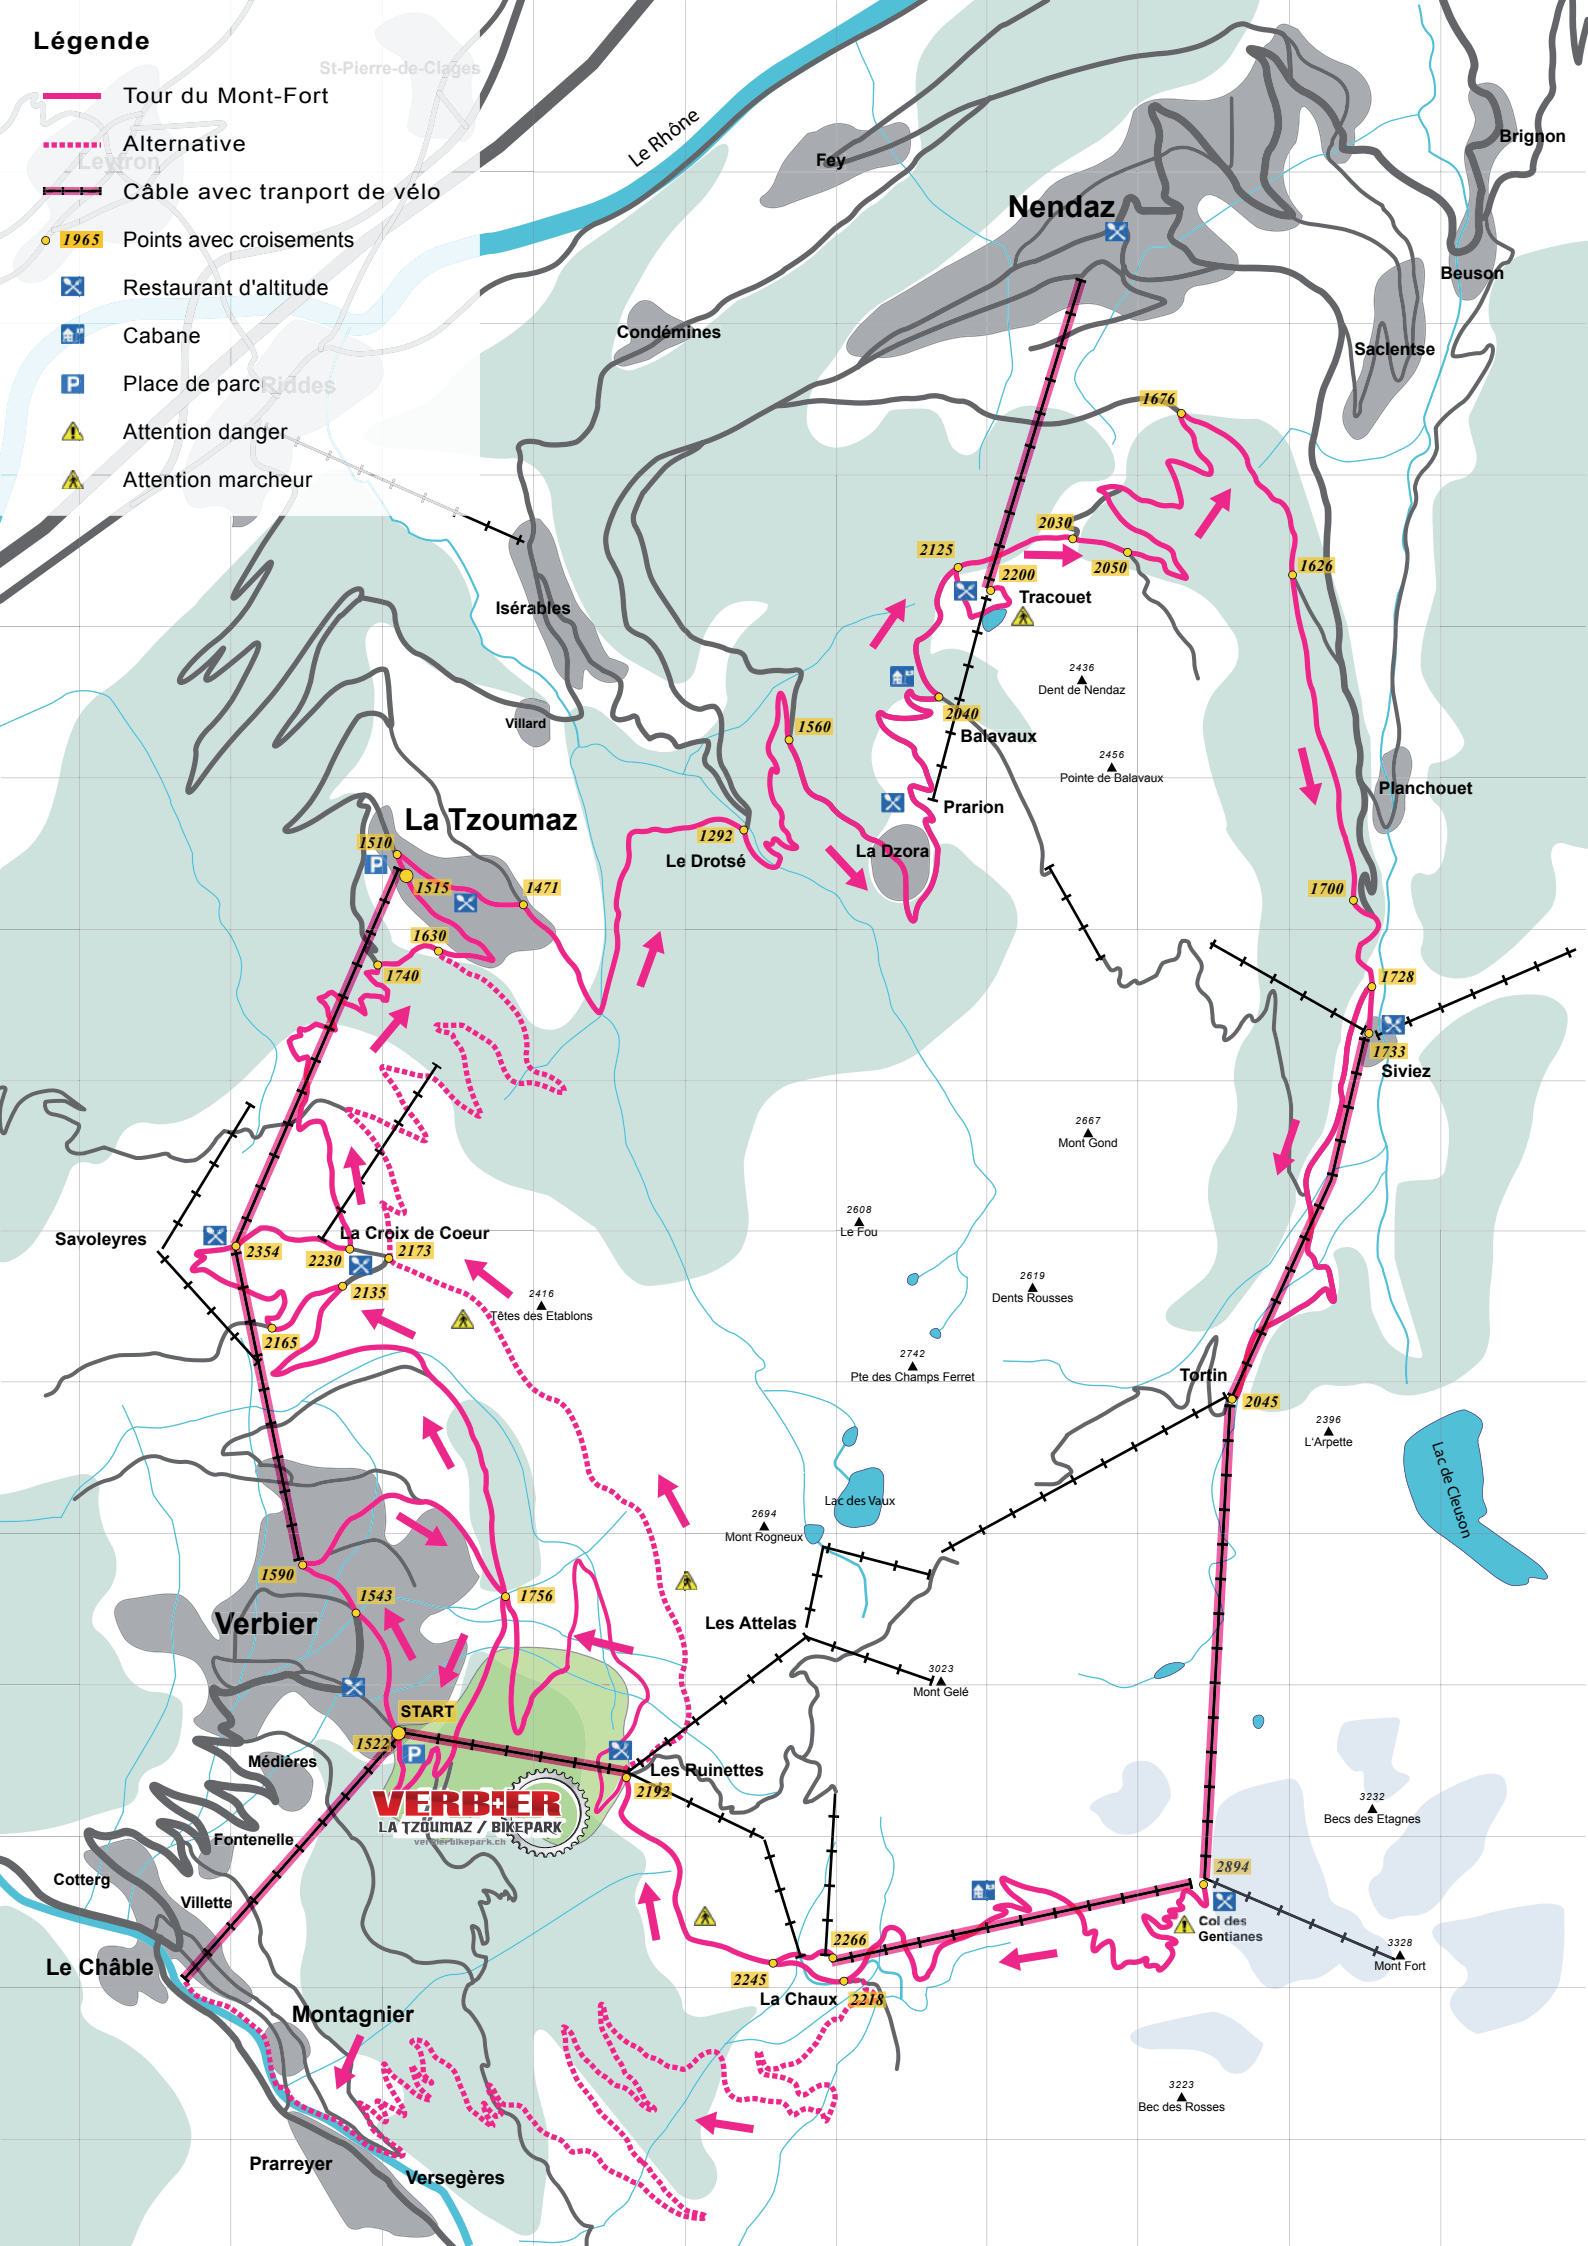 Légende
Tour du Mont-Fort
Alternative
Câble avec tranport de vélo
1965 Points avec croisements
Restaurant d'altitude
Cabane
P Place de parc
Attention danger
Attention marcheur
St-Pierre-de-Clages
Leytron
Riddes
Le Rhône
Fey
Nendaz
Brignon
Beuson
Condémines
Saclentse
1676
2030
2125
2050
2200
1626
Tracouet
Isérables
2436
Dent de Nendaz
Villard
2040
1560
Balavaux
2456
Pointe de Balavaux
Planchouet
Prarion
La Tzoumaz
1510
1292
Le Drotsé
La Dzora
P
1515
1471
1700
1630
1740
1728
1733
Siviez
2667
Mont Gond
2608
Le Fou
Savoleyres
La Croix de Coeur
2354
2230
2173
2135
2619
Dents Rousses
2416
Têtes des Etablons
2165
2742
Pte des Champs Ferret
Tortin
2045
2396
L'Arpette
Lac de Cleuson
Lac des Vaux
2694
Mont Rogneux
1590
1543
1756
Verbier
Les Attelas
3023
Mont Gelé
START
1522
P
Médières
Les Ruinettes
2192
VERBIER
LA TZOUMAZ / BIKEPARK
verbierbikepark.ch
3232
Becs des Etagnes
Fontenelle
2894
Cotterg
Villette
Col des
Gentianes
2266
3328
Mont Fort
Le Châble
2245
La Chaux
2218
Montagnier
3223
Bec des Rosses
Prarreyer
Versegères